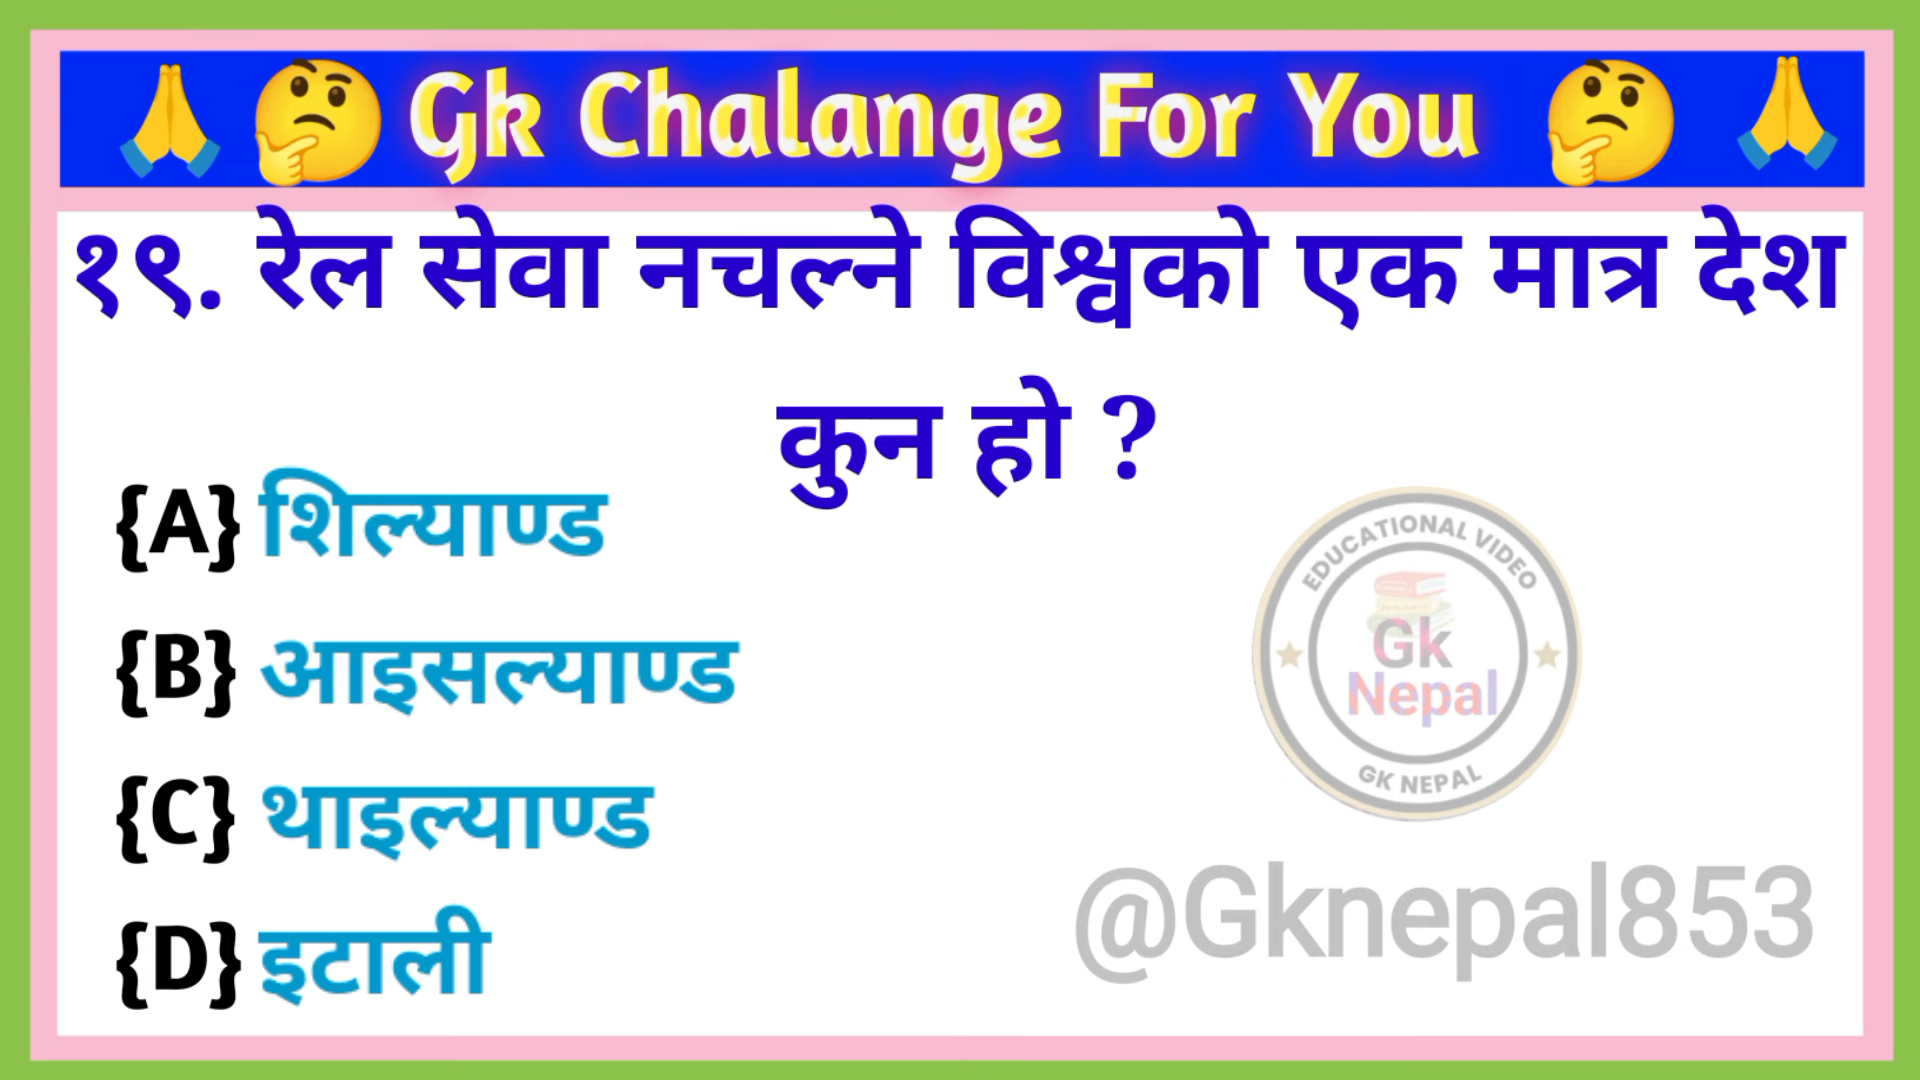 🙏🤔 Gk Chalange For You 🤔🙏
१९. रेल सेवा नचल्ने विश्वको एक मात्र देश
कुन हो ?
{A} शिल्याण्ड
{B} आइसल्याण्ड
{C} थाइल्याण्ड
{D} इटाली
EDUCATIONAL VIDEO
Gk
Nepal
GK NEPAL
@Gknepal853